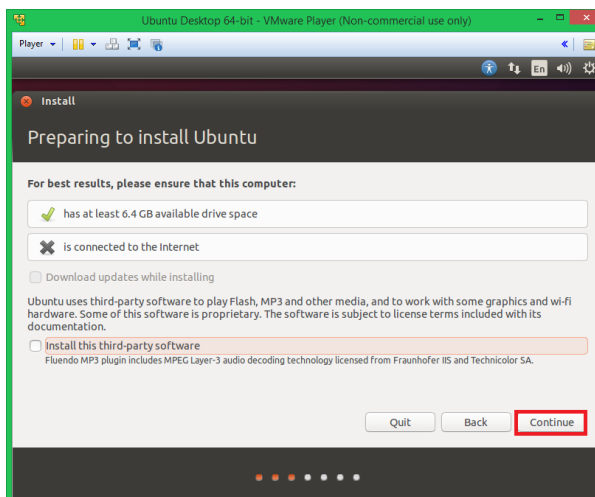 Ubuntu Desktop 64-bit - VMware Player (Non-commercial use only)
Player
En
Install
Preparing to install Ubuntu
For best results, please ensure that this computer:
has at least 6.4 GB available drive space
is connected to the Internet
Download updates while installing
Ubuntu uses third-party software to play Flash, MP3 and other media, and to work with some graphics and wi-fi
hardware. Some of this software is proprietary. The software is subject to license terms included with its
documentation.
Install this third-party software
Fluendo MP3 plugin includes MPEG Layer-3 audio decoding technology licensed from Fraunhofer IIS and Technicolor SA.
Quit Back Continue